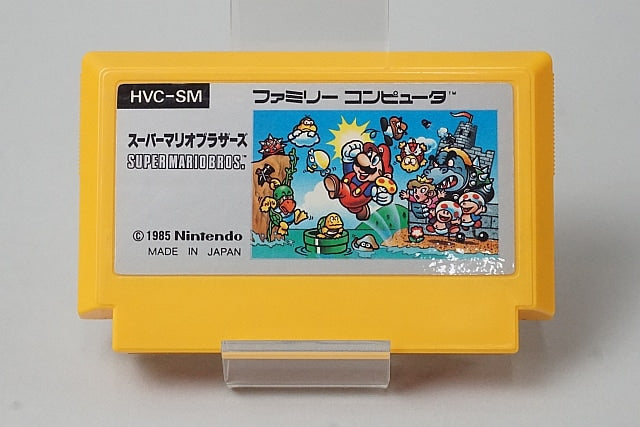 HVC-SM
ファミリー コンピュータ™
スーパーマリオブラザーズ
SUPER MARIO BROS.™
©1985 Nintendo
MADE IN JAPAN